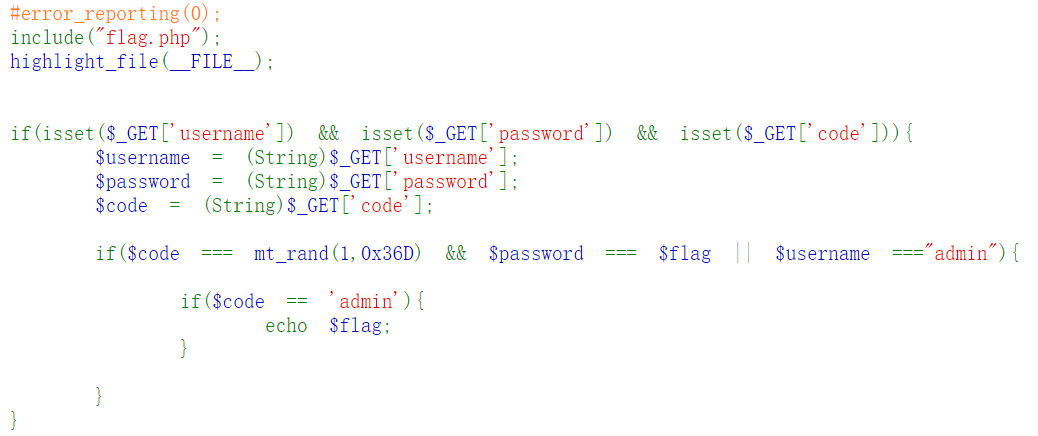 #error_reporting(0);
include("flag.php");
highlight_file(__FILE__);
if(isset($_GET['username']) && isset($_GET['password']) && isset($_GET['code'])){
$username = (String)$_GET['username'];
$password = (String)$_GET['password'];
$code = (String)$_GET['code'];
if($code === mt_rand(1,0x36D) && $password === $flag || $username ==="admin"){
if($code == 'admin'){
echo $flag;
}
}
}